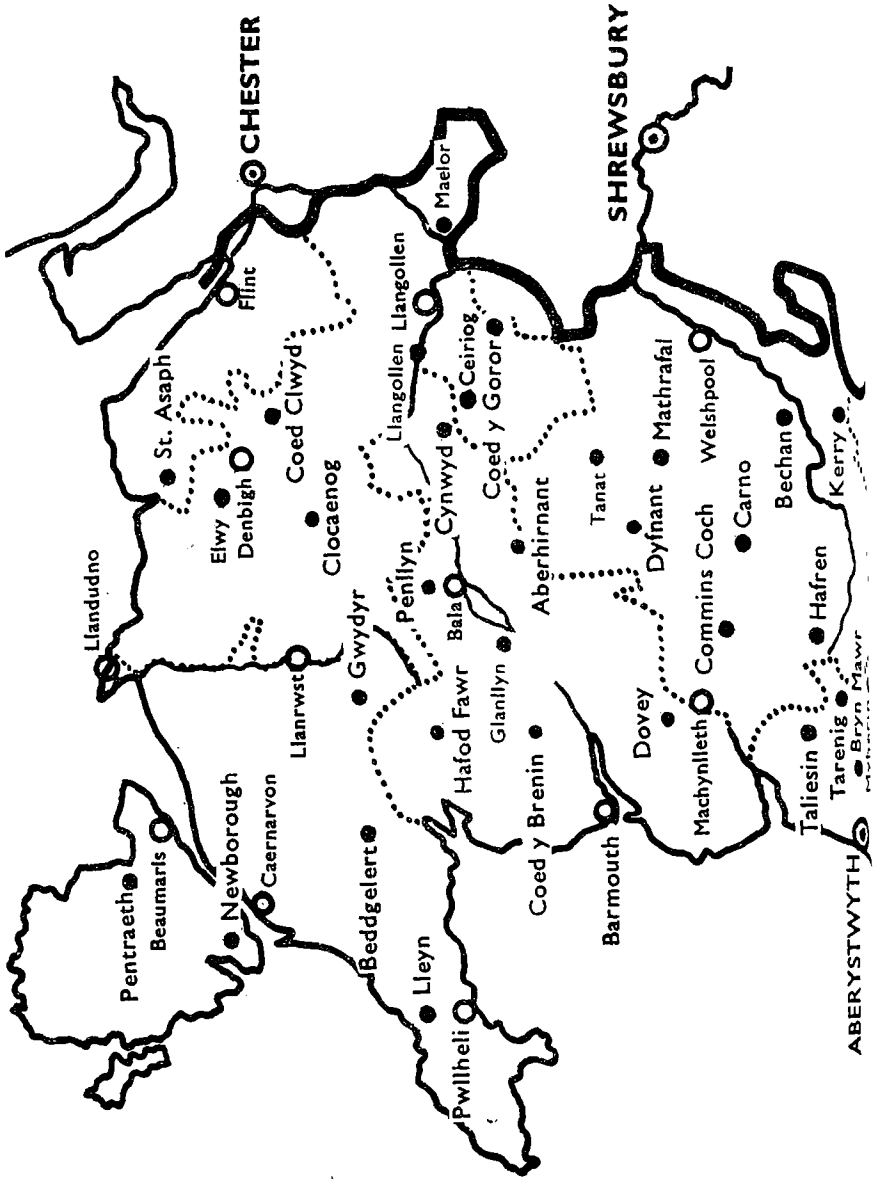 CHESTER
SHREWSBURY
Maelor
Flint
Llangollen
Llangollen
Ceiriog
Coed y Goror
St. Asaph
Coed Clwyd
Cynwyd
Mathrafal
Welshpool
Elwy
Denbigh
Clocaenog
Tanat
Bechan
Kerry
Aberhirnant
Dyfnant
Carno
Commins Coch
Llandudno
Penllyn
Bala
Hafren
Gwydyr
Glanllyn
Llanrwst
Hafod Fawr
Dovey
Machynlleth
Taliesin
Tarenig
Bryn Mawr
Coed y Brenin
Barmouth
Newborough
Caernarvon
Beaumaris
Pentraeth
Beddgelert
Lleyn
Pwllheli
ABERYSTWYTH